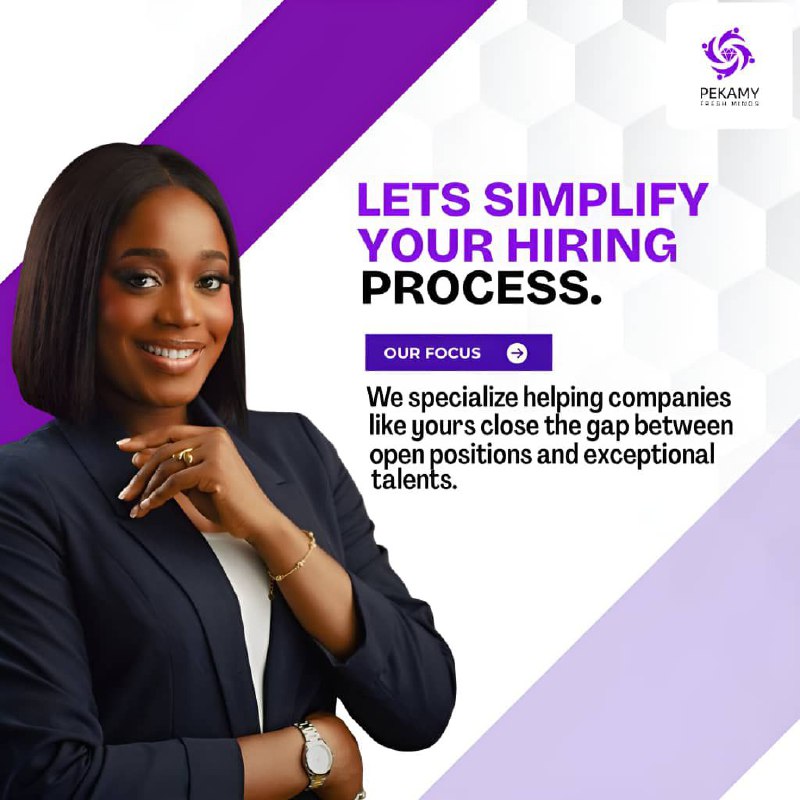 PEKAMY
FRESH MINDS
LETS SIMPLIFY
YOUR HIRING
PROCESS.
OUR FOCUS
We specialize helping companies
like yours close the gap between
open positions and exceptional
talents.